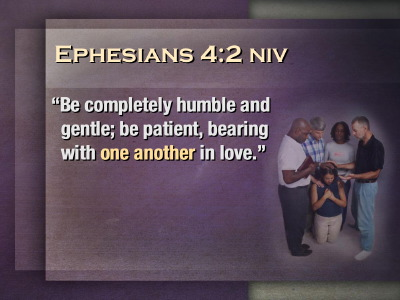 EPHESIANS 4:2 NIV
“Be completely humble and
gentle; be patient, bearing
with one another in love.”